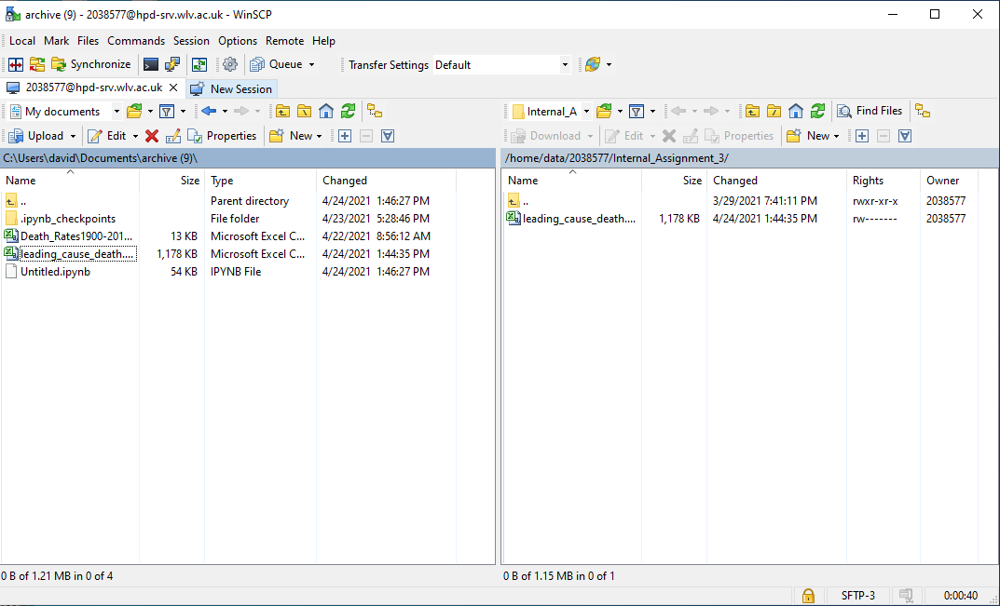 archive (9) - 2038577@hpd-srv.wlv.ac.uk - WinSCP
Local Mark Files Commands Session Options Remote Help
Synchronize Queue Transfer Settings Default
2038577@hpd-srv.wlv.ac.uk New Session
My documents Internal_A Find Files
Upload Edit Properties New Download Edit Properties New
C:\Users\david\Documents\archive (9)\ /home/data/2038577/Internal_Assignment_3/
Name Size Type Changed Name Size Changed Rights Owner
.. Parent directory 4/24/2021 1:46:27 PM .. 3/29/2021 7:41:11 PM rwxr-xr-x 2038577
.ipynb_checkpoints File folder 4/23/2021 5:28:46 PM leading_cause_death.... 1,178 KB 4/24/2021 1:44:35 PM rw------- 2038577
Death_Rates1900-201... 13 KB Microsoft Excel C... 4/22/2021 8:56:12 AM
leading_cause_death.... 1,178 KB Microsoft Excel C... 4/24/2021 1:44:35 PM
Untitled.ipynb 54 KB IPYNB File 4/24/2021 1:46:27 PM
0 B of 1.21 MB in 0 of 4 0 B of 1.15 MB in 0 of 1
SFTP-3 0:00:40